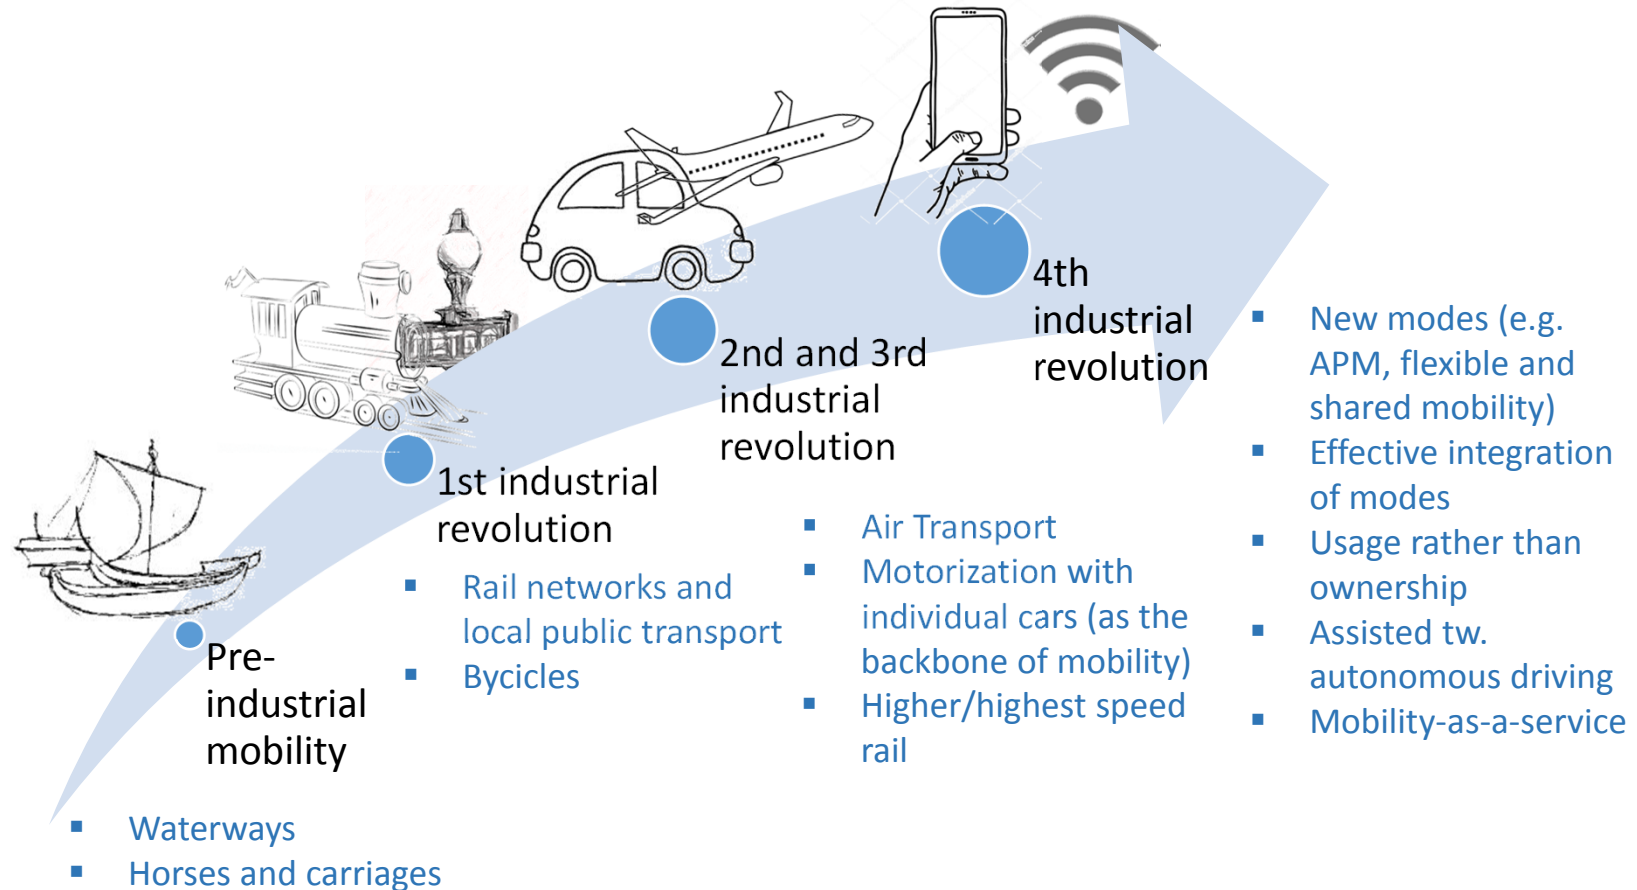 Pre-
industrial
mobility
▪ Waterways
▪ Horses and carriages
1st industrial
revolution
▪ Rail networks and
local public transport
▪ Bycicles
2nd and 3rd
industrial
revolution
▪ Air Transport
▪ Motorization with
individual cars (as the
backbone of mobility)
▪ Higher/highest speed
rail
4th
industrial
revolution
▪ New modes (e.g.
APM, flexible and
shared mobility)
▪ Effective integration
of modes
▪ Usage rather than
ownership
▪ Assisted tw.
autonomous driving
▪ Mobility-as-a-service